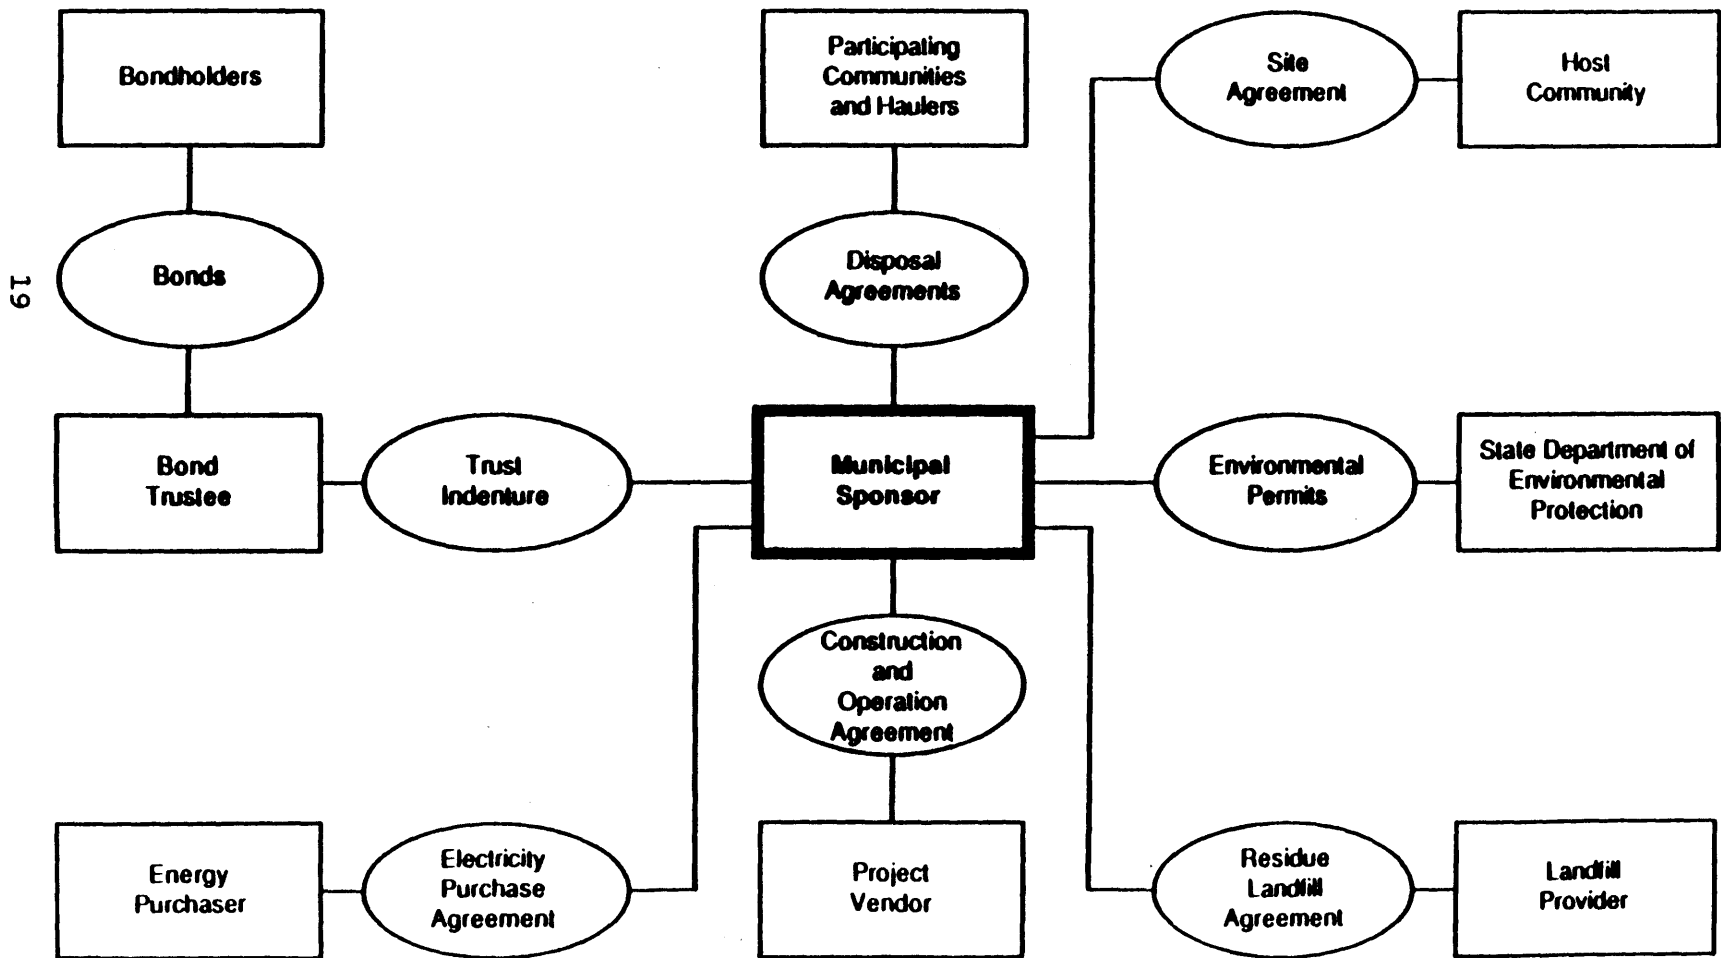 Bondholders
Participating
Communities
and Haulers
Site
Agreement
Host
Community
Bonds
Disposal
Agreements
19
Bond
Trustee
Trust
Indenture
Municipal
Sponsor
Environmental
Permits
State Department of
Environmental
Protection
Construction
and
Operation
Agreement
Energy
Purchaser
Electricity
Purchase
Agreement
Project
Vendor
Residue
Landfill
Agreement
Landfill
Provider